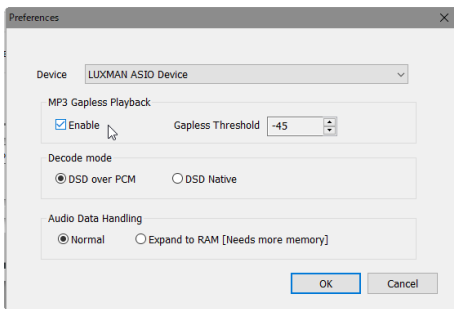 Preferences
Device LUXMAN ASIO Device
MP3 Gapless Playback
Enable Gapless Threshold -45
Decode mode
DSD over PCM DSD Native
Audio Data Handling
Normal Expand to RAM [Needs more memory]
OK Cancel